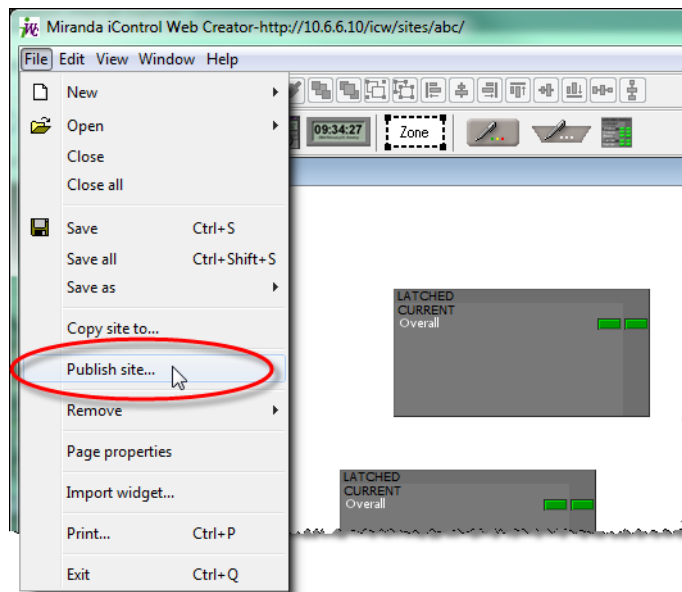 Miranda iControl Web Creator-http://10.6.6.10/icw/sites/abc/
File Edit View Window Help
New
Open
09:34:27
Zone
Close
Close all
Save Ctrl+S
Save all Ctrl+Shift+S
Save as
LATCHED
CURRENT
Overall
Copy site to...
Publish site...
Remove
Page properties
LATCHED
CURRENT
Overall
Import widget...
Print... Ctrl+P
Exit Ctrl+Q